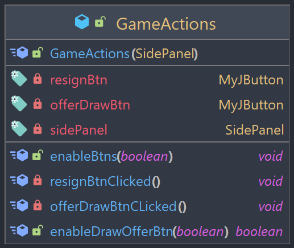 GameActions
GameActions(SidePanel)
resignBtn MyJButton
offerDrawBtn MyJButton
sidePanel SidePanel
enableBtns(boolean) void
resignBtnClicked() void
offerDrawBtnCLicked() void
enableDrawOfferBtn(boolean) boolean